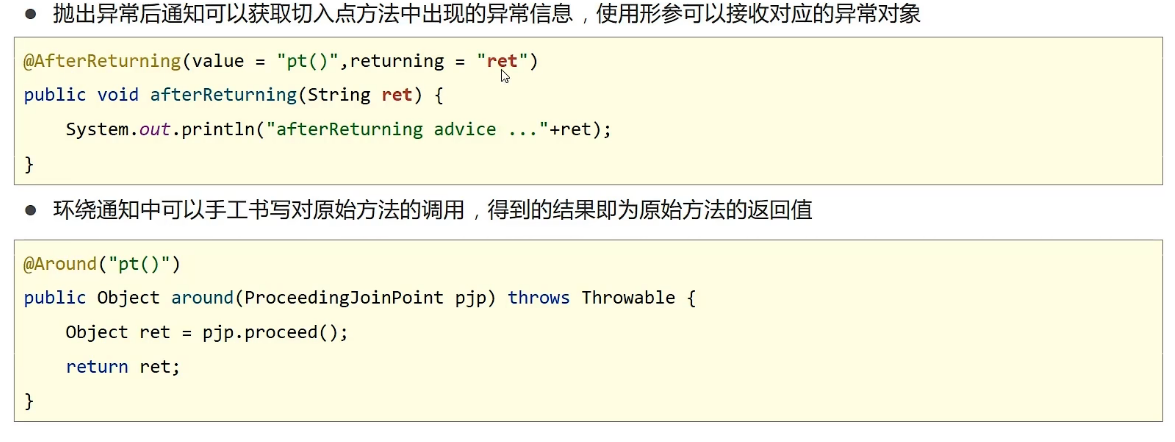 ● 抛出异常后通知可以获取切入点方法中出现的异常信息，使用形参可以接收对应的异常对象
@AfterReturning(value = "pt()",returning = "ret")
public void afterReturning(String ret) {
    System.out.println("afterReturning advice ..."+ret);
}
● 环绕通知中可以手工书写对原始方法的调用，得到的结果即为原始方法的返回值
@Around("pt()")
public Object around(ProceedingJoinPoint pjp) throws Throwable {
    Object ret = pjp.proceed();
    return ret;
}